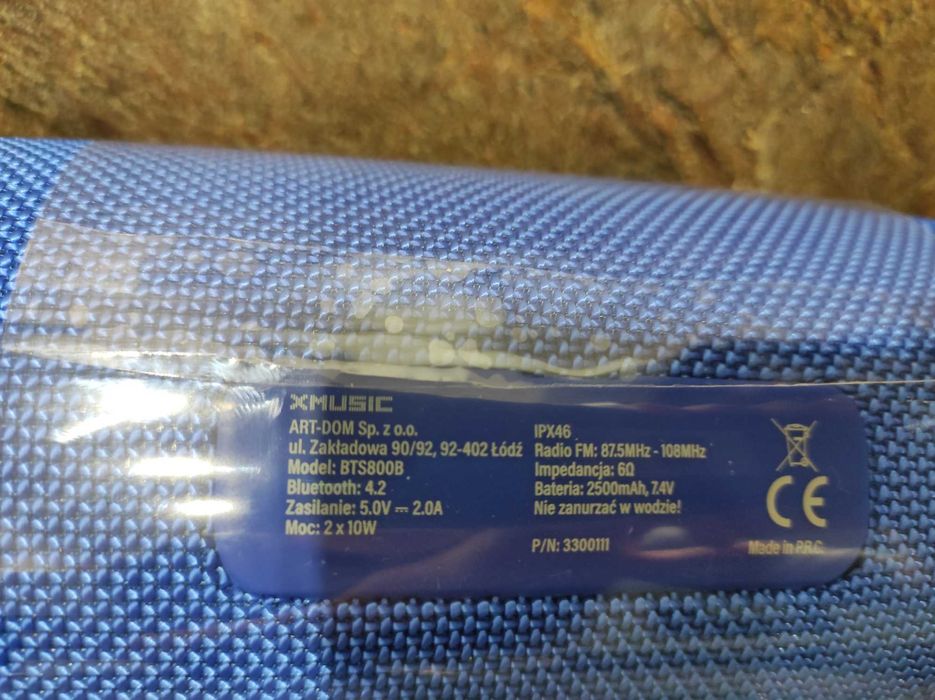 XMUSIC
ART-DOM Sp. z o.o.
ul. Zakładowa 90/92, 92-402 Łódź
Model: BTS800B
Bluetooth: 4.2
Zasilanie: 5.0V ⎓ 2.0A
Moc: 2 x 10W
IPX46
Radio FM: 87.5MHz - 108MHz
Impedancja: 6Ω
Bateria: 2500mAh, 7.4V
Nie zanurzać w wodzie!
P/N: 3300111
CE
Made in P.R.C.